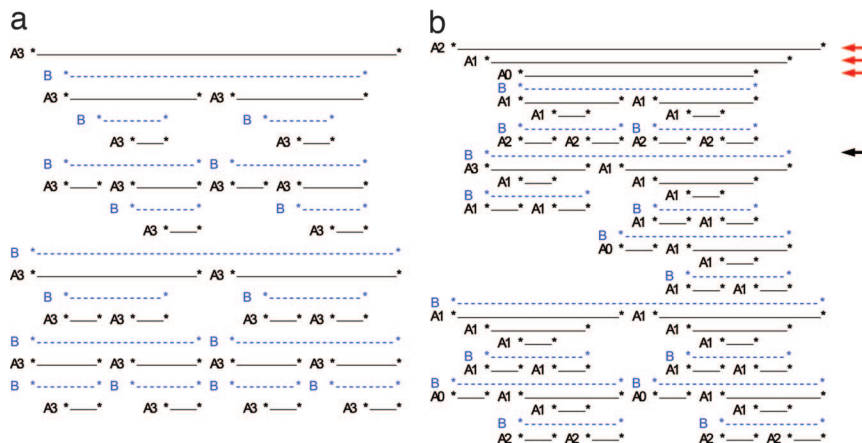 a
A3
B
A3 A3
B B
A3 A3
B B
A3 A3 A3 A3
B B
A3 A3
B
A3 A3
B B
A3 A3 A3 A3
B B
A3 A3 A3 A3
B B B B
A3 A3 A3 A3
b
A2
A1
A0
B
A1 A1
A1 A1
B B
A2 A2 A2 A2
B
A3 A1
A1 A1
B A1
A1 A1 B
A1 A1
B
A0 A1
A1
B
A1 A1
B
A1 A1
A1 A1
A1 A1
B B
A1 A1 A1 A1
B B
A0 A1 A0 A1
A1 A1
B B
A2 A2 A2 A2